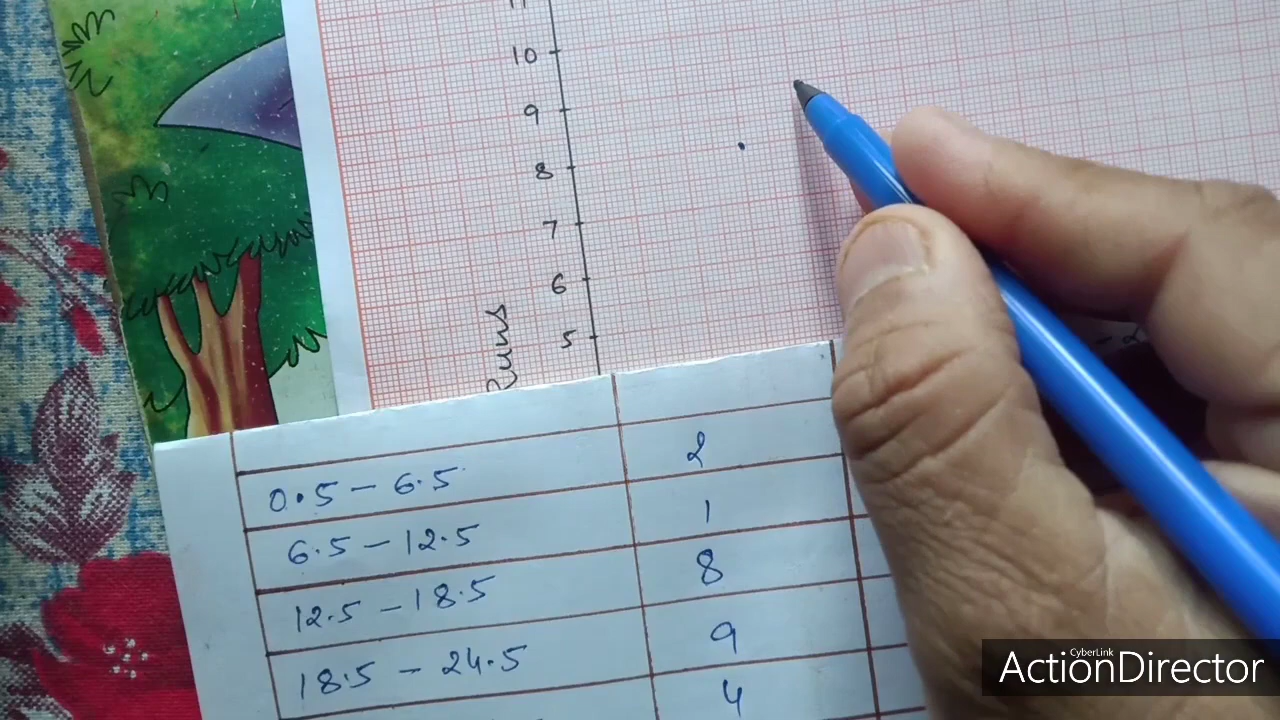 10
9
8
7
6
5
Runs
0.5 - 6.5 2
6.5 - 12.5 1
12.5 - 18.5 8
18.5 - 24.5 9
4
CyberLink
ActionDirector